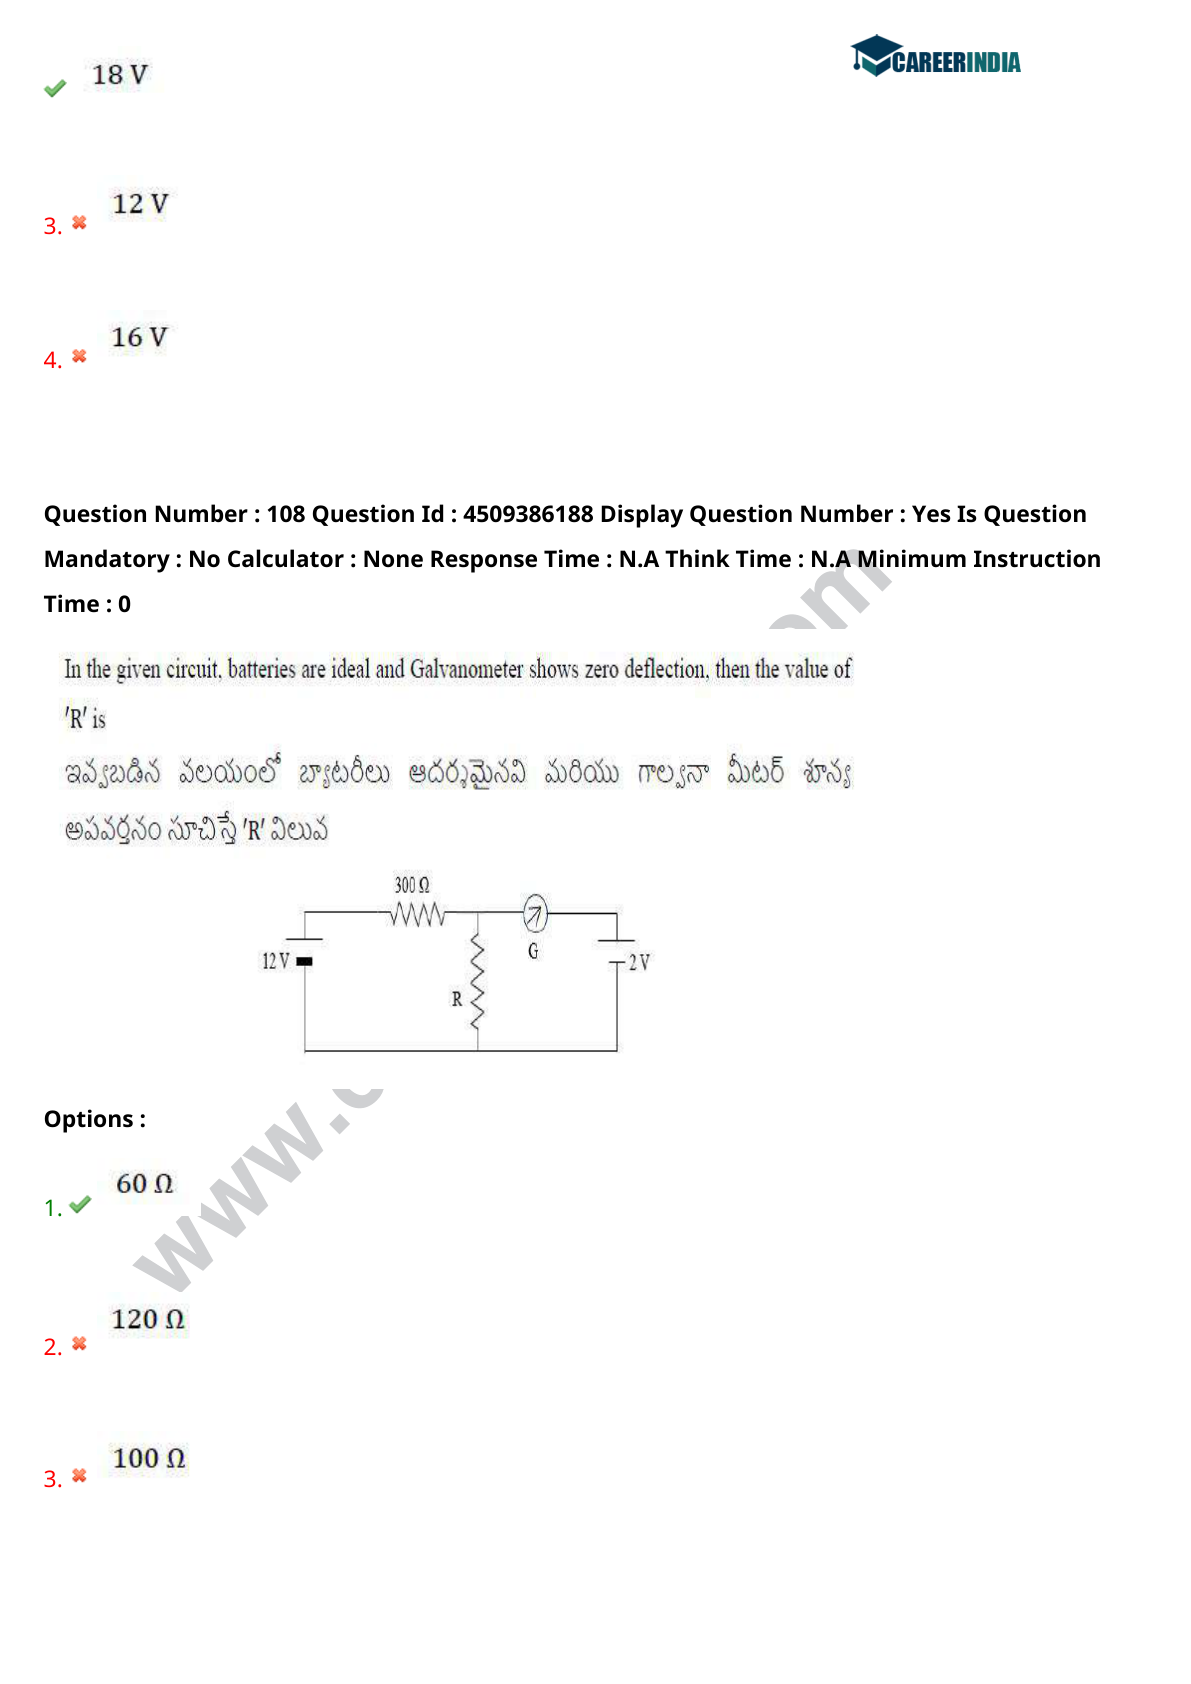 CAREERINDIA
18 V
3. 12 V
4. 16 V
Question Number : 108 Question Id : 4509386188 Display Question Number : Yes Is Question
Mandatory : No Calculator : None Response Time : N.A Think Time : N.A Minimum Instruction
Time : 0
In the given circuit, batteries are ideal and Galvanometer shows zero deflection, then the value of
'R' is
ఇవ్వబడిన వలయంలో బ్యాటరీలు ఆదర్శమైనవి మరియు గాల్వనా మీటర్ శూన్య
అపవర్తనం సూచిస్తే 'R' విలువ
300 Ω
12 V
R
G
2 V
Options :
1. 60 Ω
2. 120 Ω
3. 100 Ω
www.
om